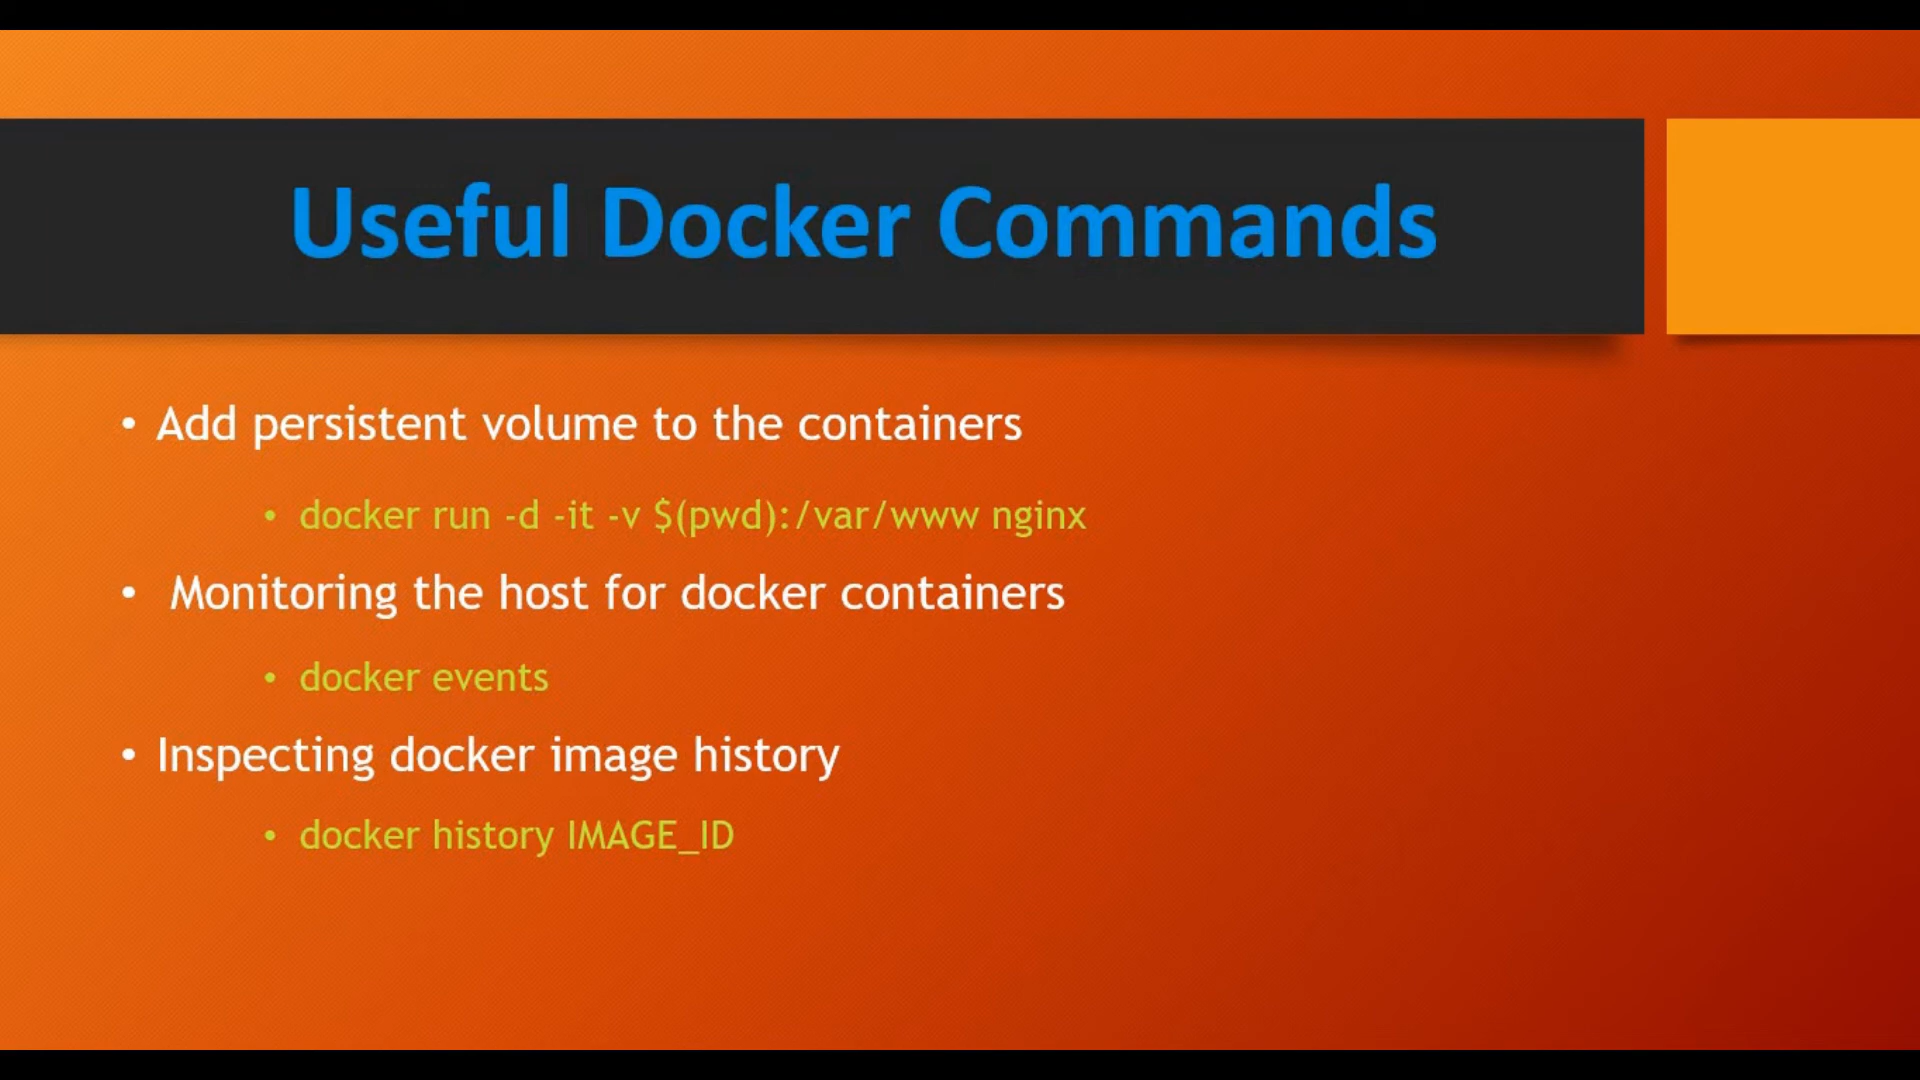 Useful Docker Commands
• Add persistent volume to the containers
• docker run -d -it -v $(pwd):/var/www nginx
• Monitoring the host for docker containers
• docker events
• Inspecting docker image history
• docker history IMAGE_ID